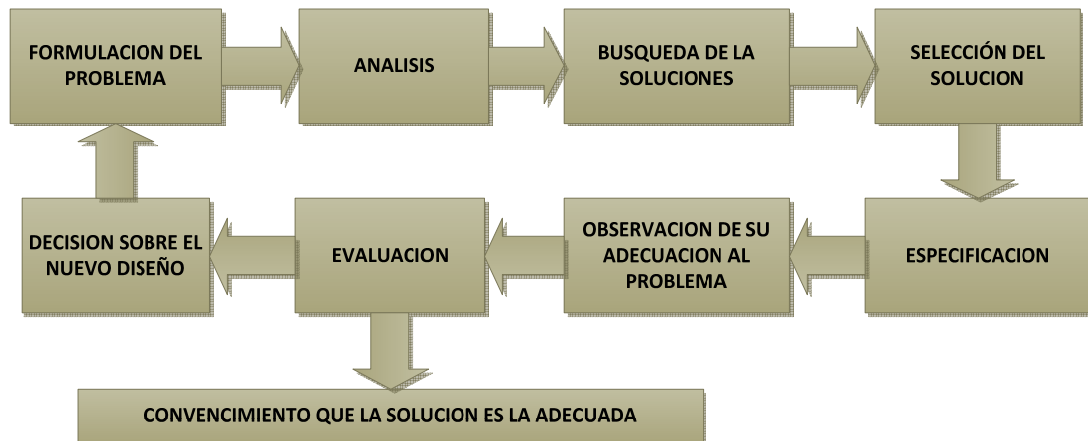 FORMULACION DEL
PROBLEMA
ANALISIS
BUSQUEDA DE LA
SOLUCIONES
SELECCIÓN DEL
SOLUCION
DECISION SOBRE EL
NUEVO DISEÑO
EVALUACION
OBSERVACION DE SU
ADECUACION AL
PROBLEMA
ESPECIFICACION
CONVENCIMIENTO QUE LA SOLUCION ES LA ADECUADA